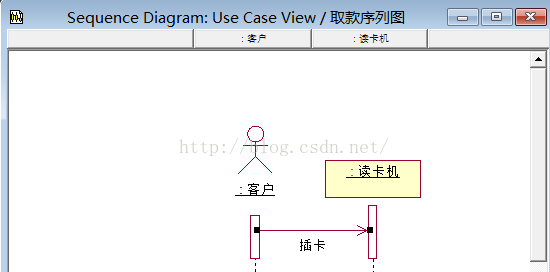 Sequence Diagram: Use Case View / 取款序列图
: 客户
: 读卡机
http://blog.csdn.net/
: 读卡机
: 客户
插卡